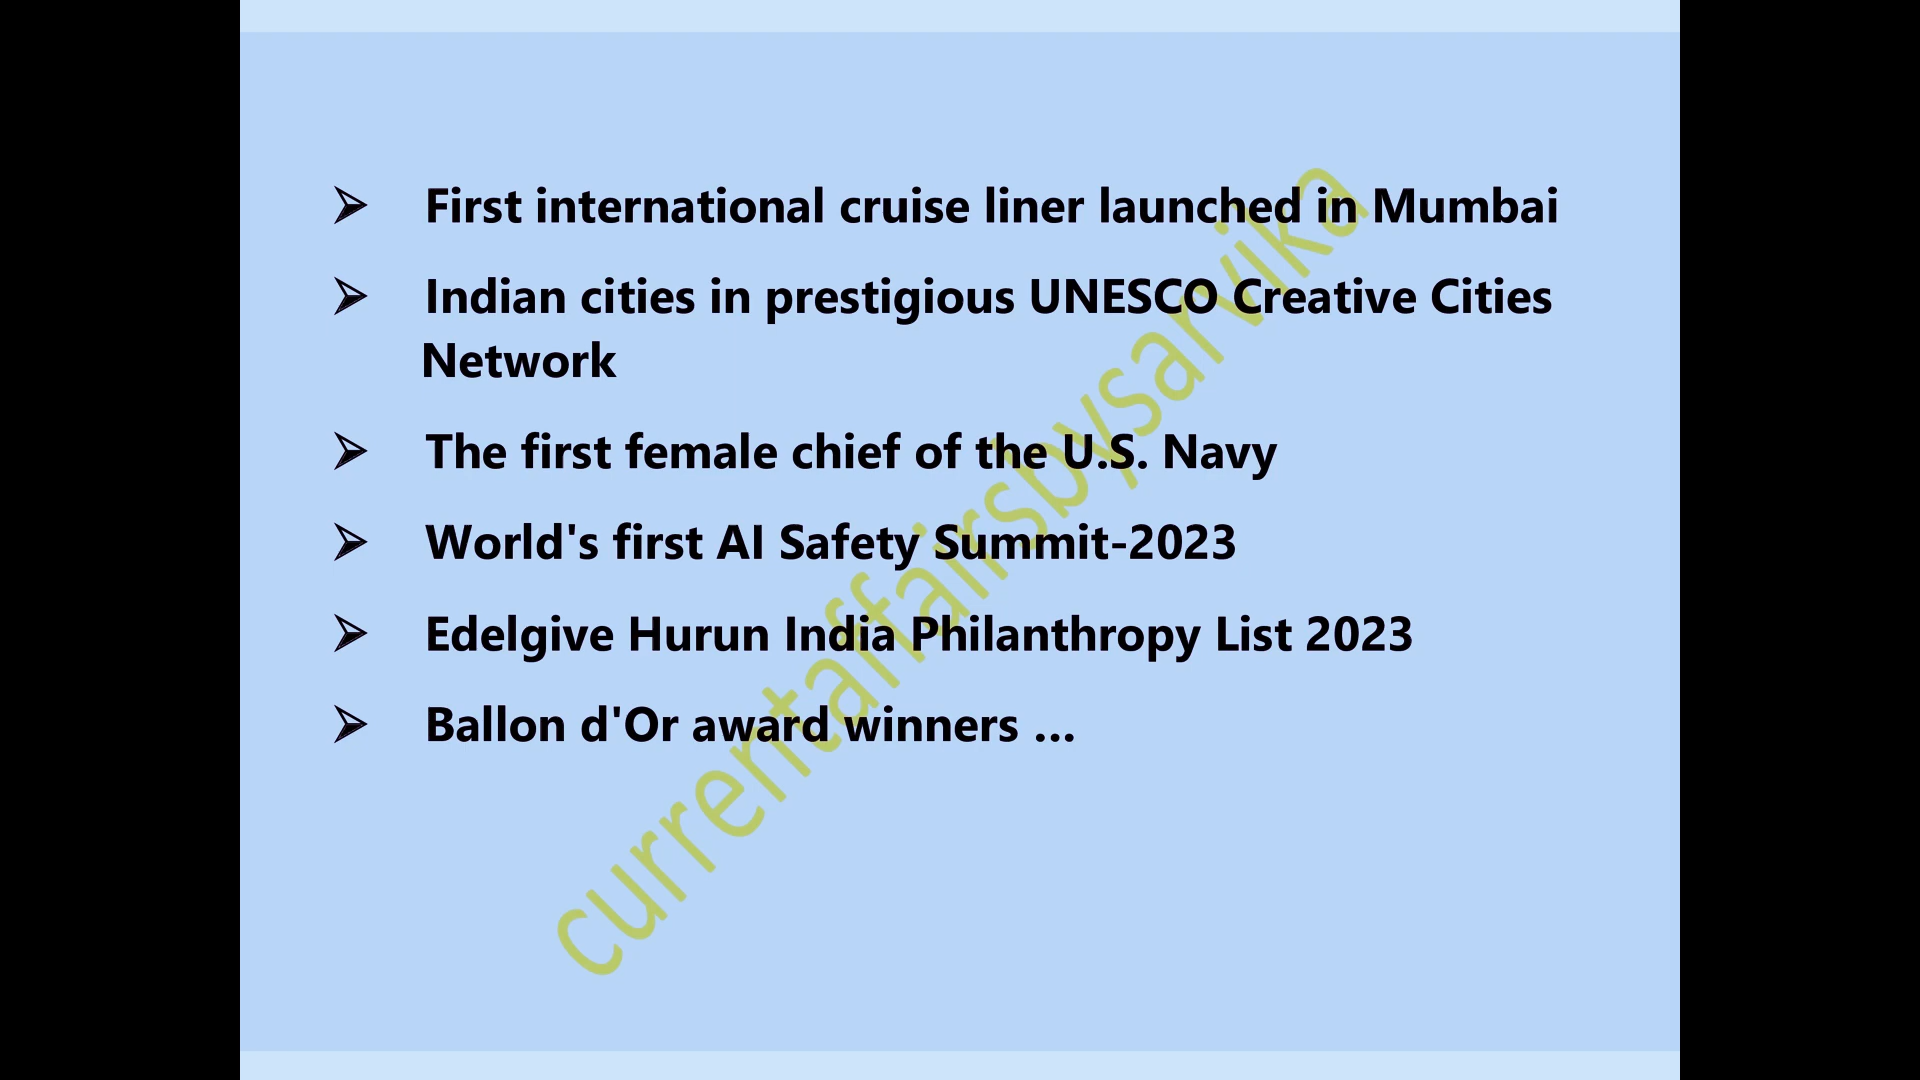 ➢ First international cruise liner launched in Mumbai
➢ Indian cities in prestigious UNESCO Creative Cities
Network
➢ The first female chief of the U.S. Navy
➢ World's first AI Safety Summit-2023
➢ Edelgive Hurun India Philanthropy List 2023
➢ Ballon d'Or award winners ...
currentaffairsbysarvika